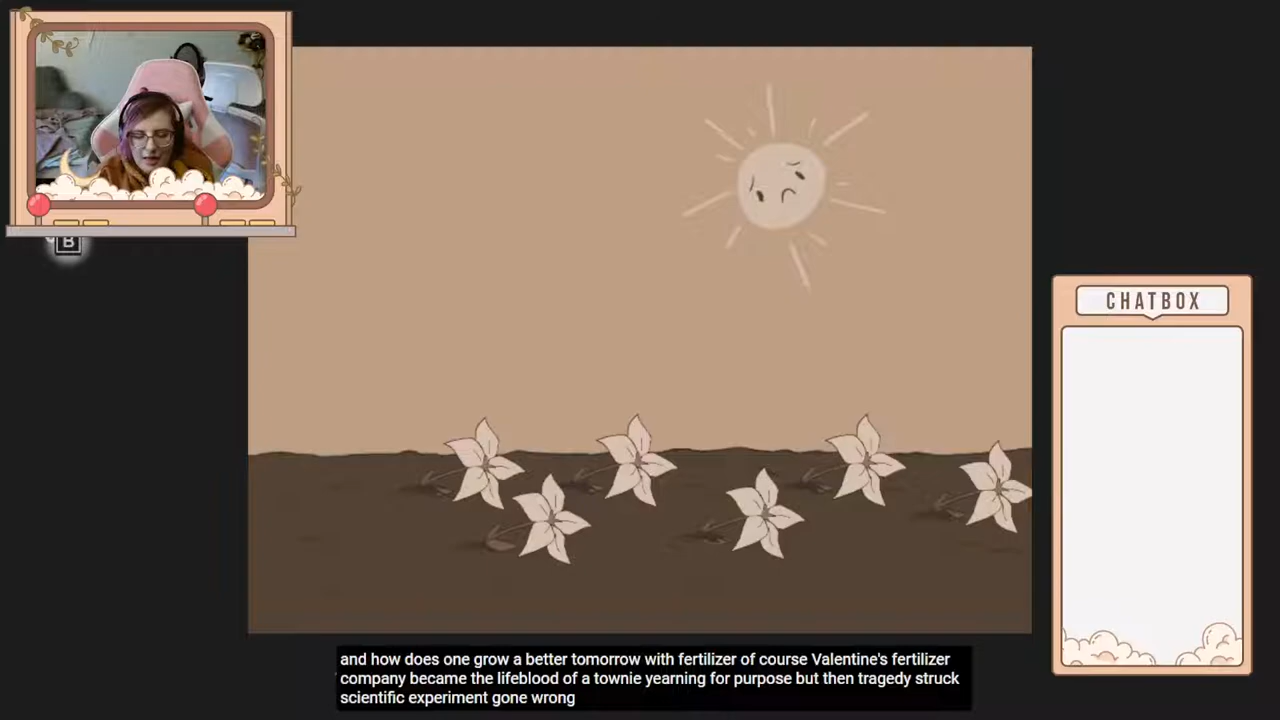 B
CHATBOX
and how does one grow a better tomorrow with fertilizer of course Valentine's fertilizer
company became the lifeblood of a townie yearning for purpose but then tragedy struck
scientific experiment gone wrong